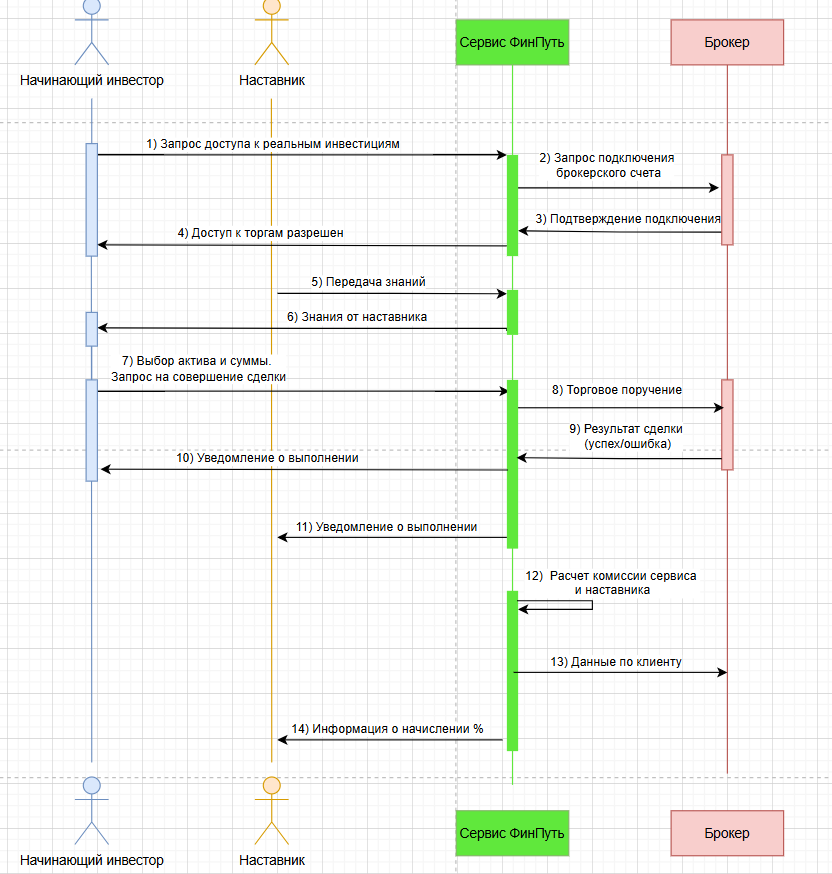 Начинающий инвестор
Наставник
Сервис ФинПуть
Брокер
1) Запрос доступа к реальным инвестициям
2) Запрос подключения
брокерского счета
3) Подтверждение подключения
4) Доступ к торгам разрешен
5) Передача знаний
6) Знания от наставника
7) Выбор актива и суммы.
Запрос на совершение сделки
8) Торговое поручение
9) Результат сделки
(успех/ошибка)
10) Уведомление о выполнении
11) Уведомление о выполнении
12) Расчет комиссии сервиса
и наставника
13) Данные по клиенту
14) Информация о начислении %
Начинающий инвестор
Наставник
Сервис ФинПуть
Брокер